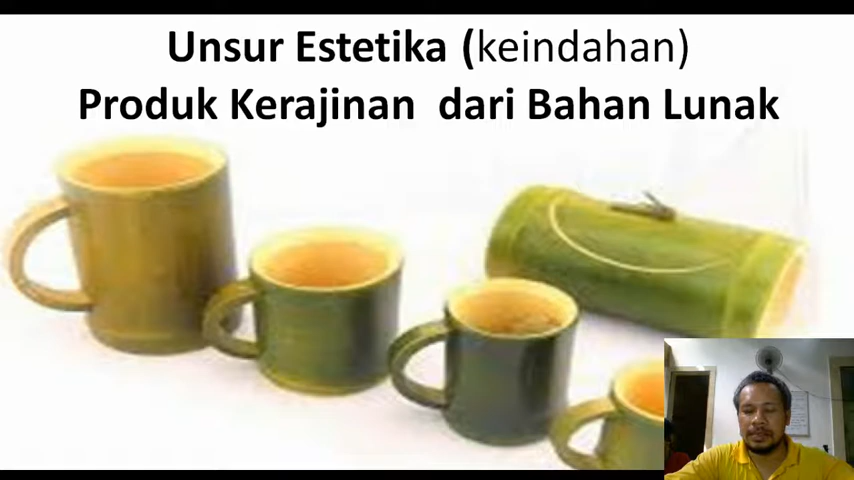 Unsur Estetika (keindahan)
Produk Kerajinan dari Bahan Lunak